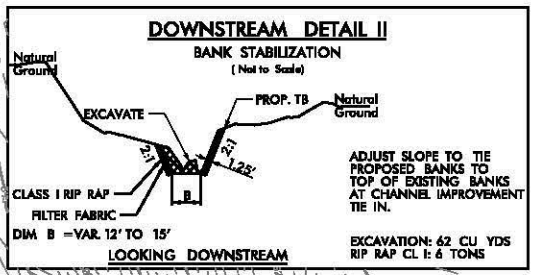 DOWNSTREAM DETAIL II
BANK STABILIZATION
( Not to Scale)
Natural
Ground
EXCAVATE
PROP. TB
Natural
Ground
2:1
2:1
1.25'
B
CLASS I RIP RAP
FILTER FABRIC
DIM B =VAR. 12' TO 15'
LOOKING DOWNSTREAM
ADJUST SLOPE TO TIE
PROPOSED BANKS TO
TOP OF EXISTING BANKS
AT CHANNEL IMPROVEMENT
TIE IN.
EXCAVATION: 62 CU YDS
RIP RAP CL I: 6 TONS